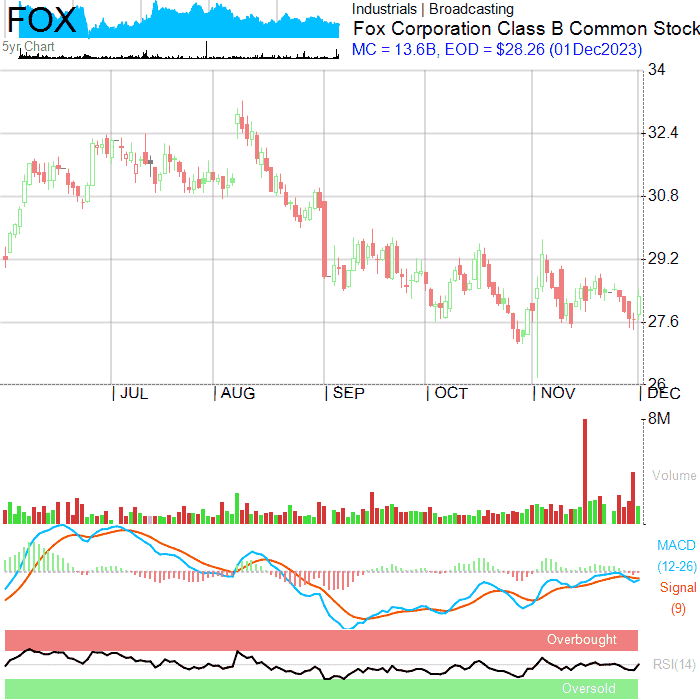 FOX
5yr Chart
Industrials | Broadcasting
Fox Corporation Class B Common Stock
MC = 13.6B, EOD = $28.26 (01Dec2023)
34
32.4
30.8
29.2
27.6
26
| JUL | AUG | SEP | OCT | NOV | DEC
8M
Volume
MACD
(12-26)
Signal
(9)
Overbought
RSI(14)
Oversold